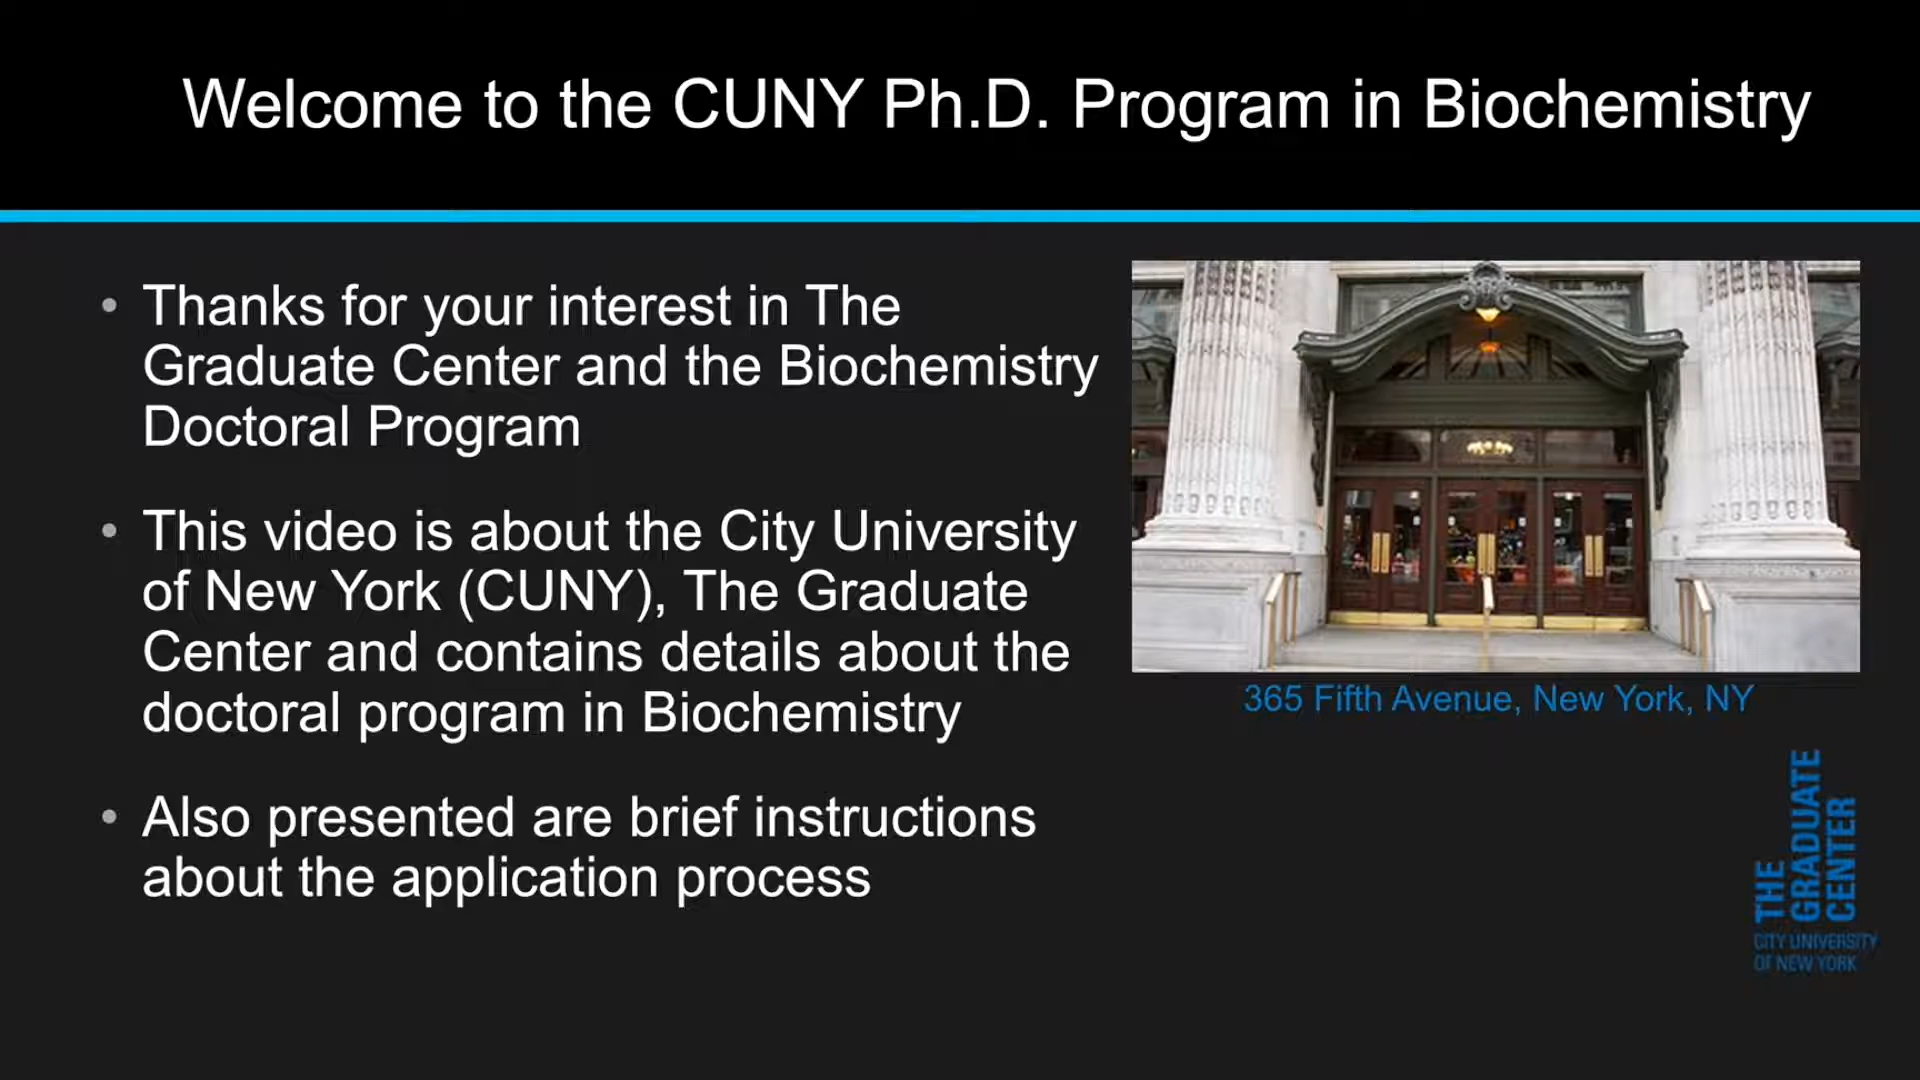 Welcome to the CUNY Ph.D. Program in Biochemistry
• Thanks for your interest in The
Graduate Center and the Biochemistry
Doctoral Program
• This video is about the City University
of New York (CUNY), The Graduate
Center and contains details about the
doctoral program in Biochemistry
• Also presented are brief instructions
about the application process
365 Fifth Avenue, New York, NY
THE
GRADUATE
CENTER
CITY UNIVERSITY
OF NEW YORK